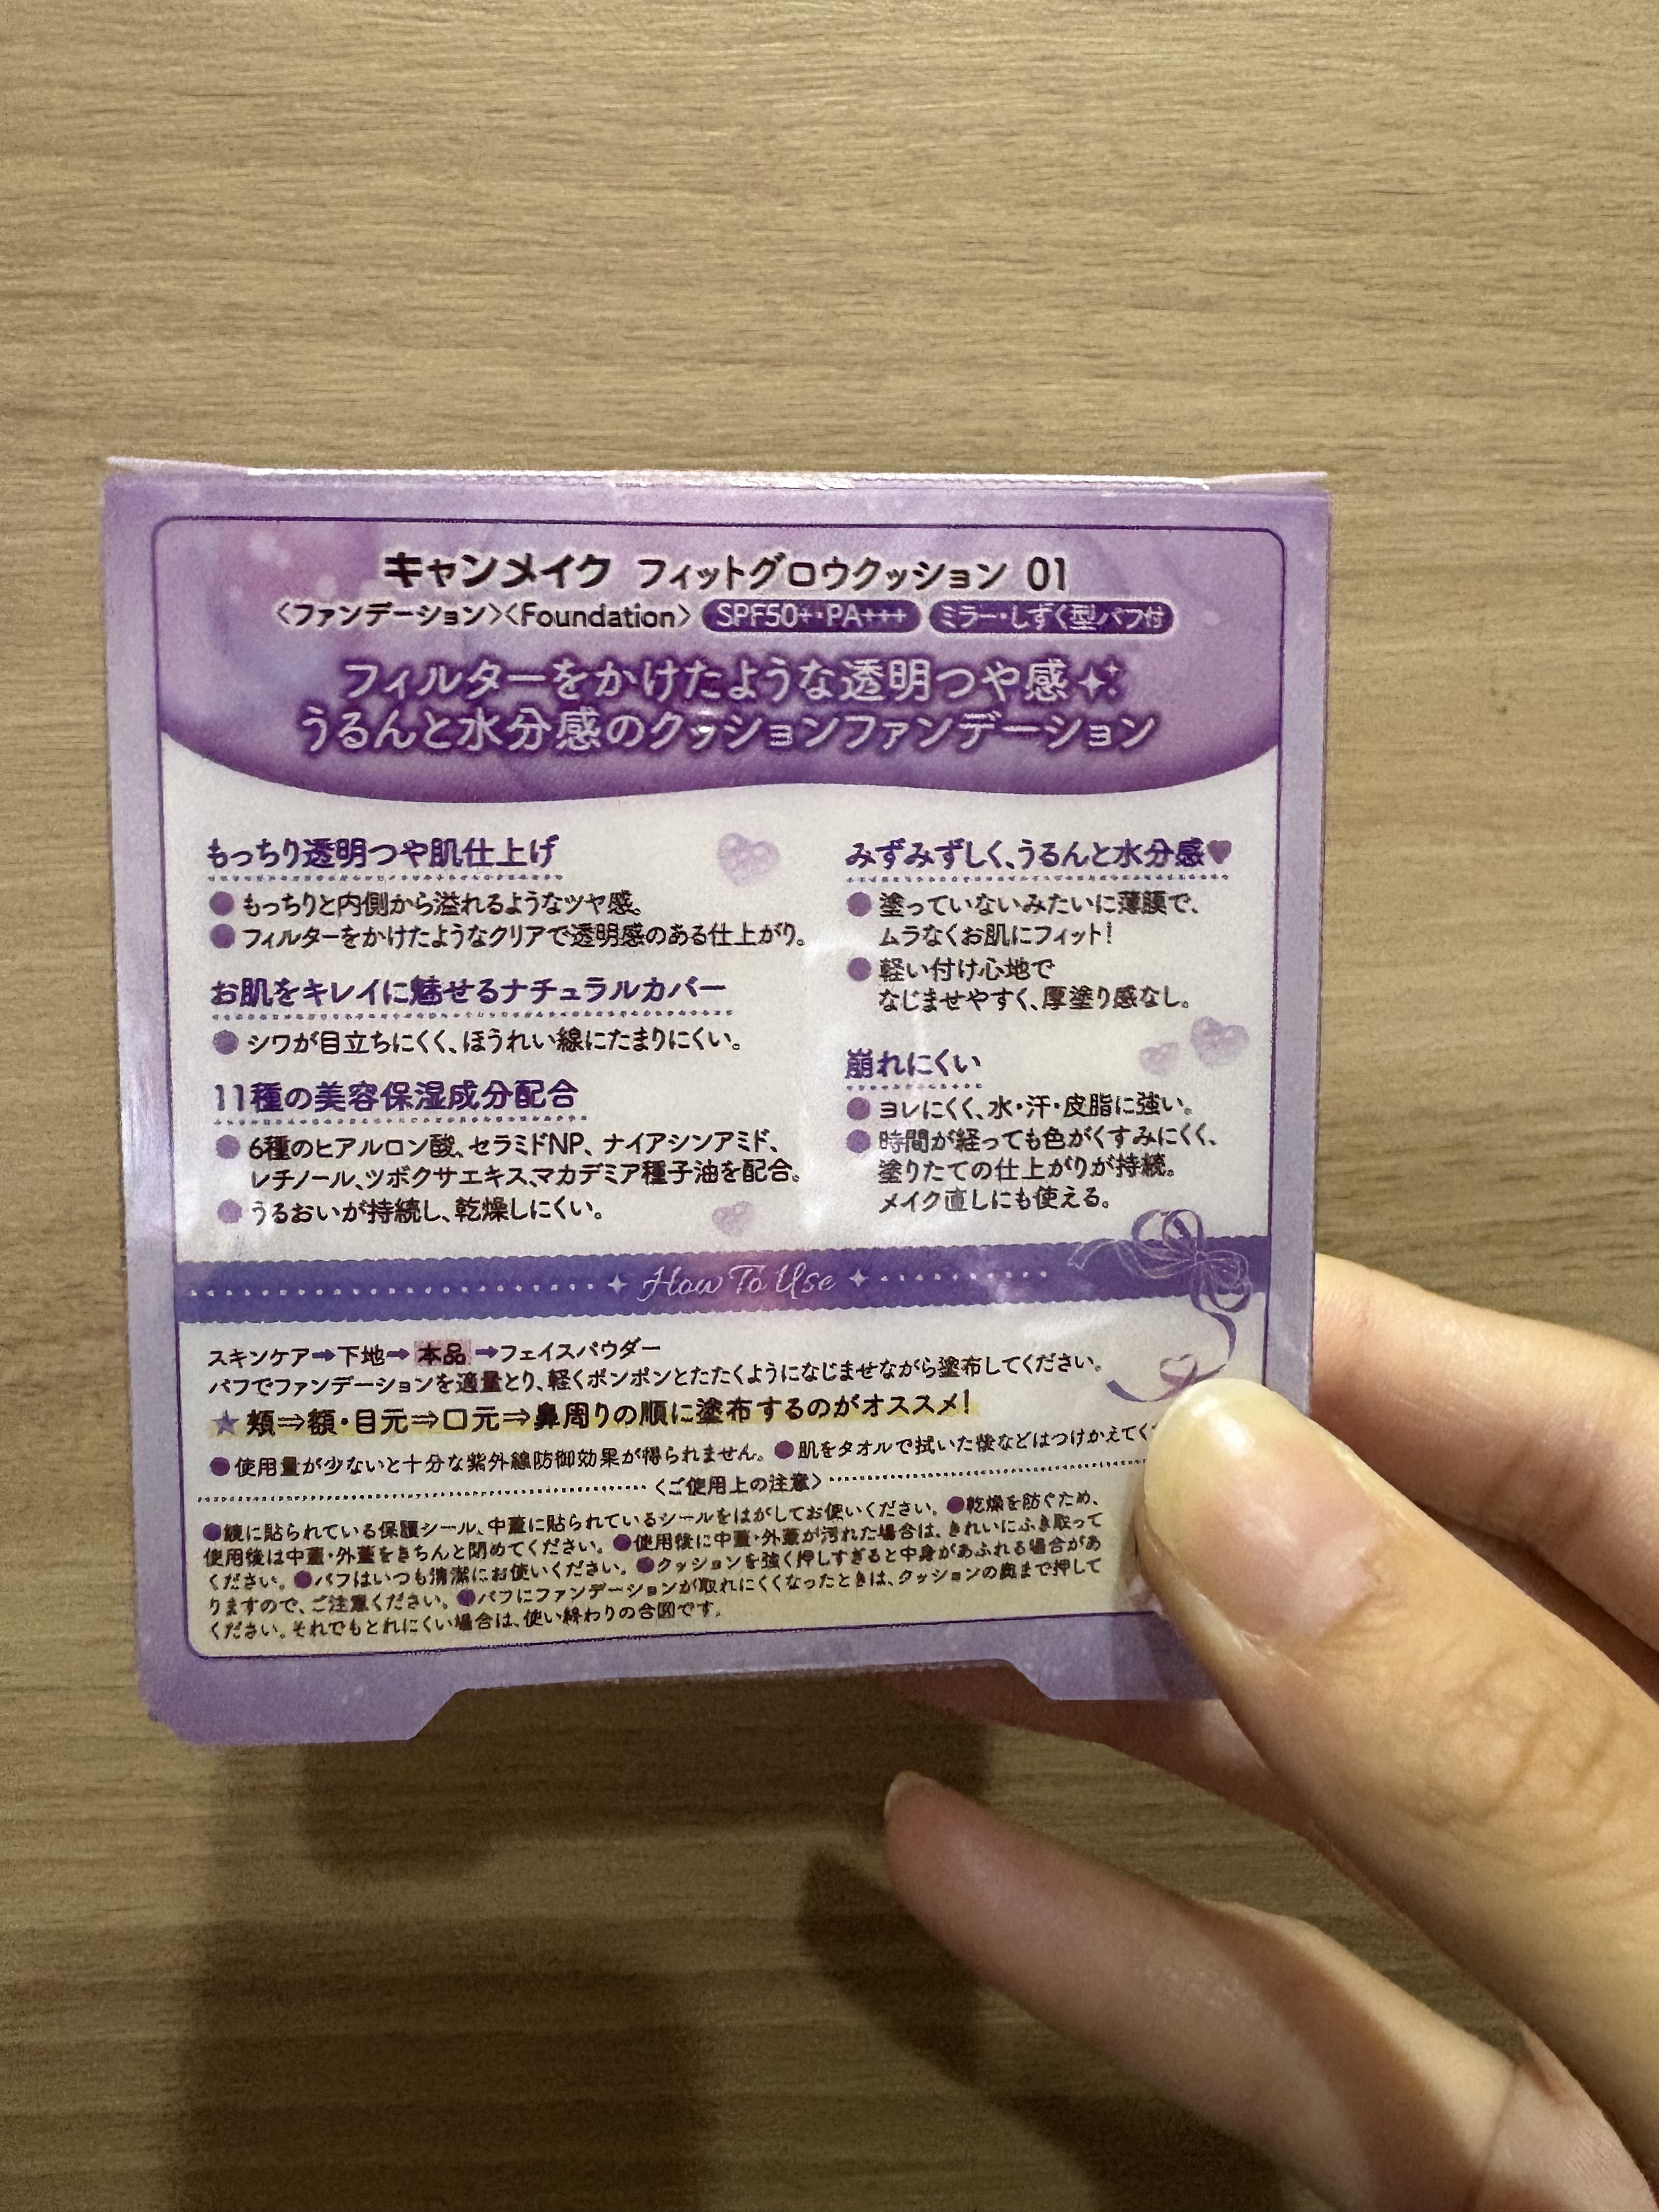 キャンメイク フィットグロウクッション 01
〈ファンデーション〉〈Foundation〉 SPF50+・PA+++ ミラー・しずく型パフ付
フィルターをかけたような透明つや感
うるんと水分感のクッションファンデーション
もっちり透明つや肌仕上げ
●もっちりと内側から溢れるようなツヤ感。
●フィルターをかけたようなクリアで透明感のある仕上がり。
お肌をキレイに魅せるナチュラルカバー
●シワが目立ちにくく、ほうれい線にたまりにくい。
11種の美容保湿成分配合
●6種のヒアルロン酸、セラミドNP、ナイアシンアミド、
レチノール、ツボクサエキス、マカデミア種子油を配合。
●うるおいが持続し、乾燥しにくい。
みずみずしく、うるんと水分感♥
●塗っていないみたいに薄膜で、
ムラなくお肌にフィット!
●軽い付け心地で
なじませやすく、厚塗り感なし。
崩れにくい
●ヨレにくく、水・汗・皮脂に強い。
●時間が経っても色がくすみにくく、
塗りたての仕上がりが持続。
メイク直しにも使える。
How To Use
スキンケア➡下地➡本品➡フェイスパウダー
パフでファンデーションを適量とり、軽くポンポンとたたくようになじませながら塗布してください。
★頬⇒額・目元⇒口元⇒鼻周りの順に塗布するのがオススメ!
●使用量が少ないと十分な紫外線防御効果が得られません。●肌をタオルで拭いた後などはつけかえてく
〈ご使用上の注意〉
●鏡に貼られている保護シール、中蓋に貼られているシールをはがしてお使いください。●乾燥を防ぐため、
使用後は中蓋・外蓋をきちんと閉めてください。●使用後に中蓋・外蓋が汚れた場合は、きれいにふき取って
ください。●パフはいつも清潔にお使いください。●クッションを強く押しすぎると中身があふれる場合があ
りますので、ご注意ください。●パフにファンデーションが取れにくくなったときは、クッションの奥まで押して
ください。それでもとれにくい場合は、使い終わりの合図です。